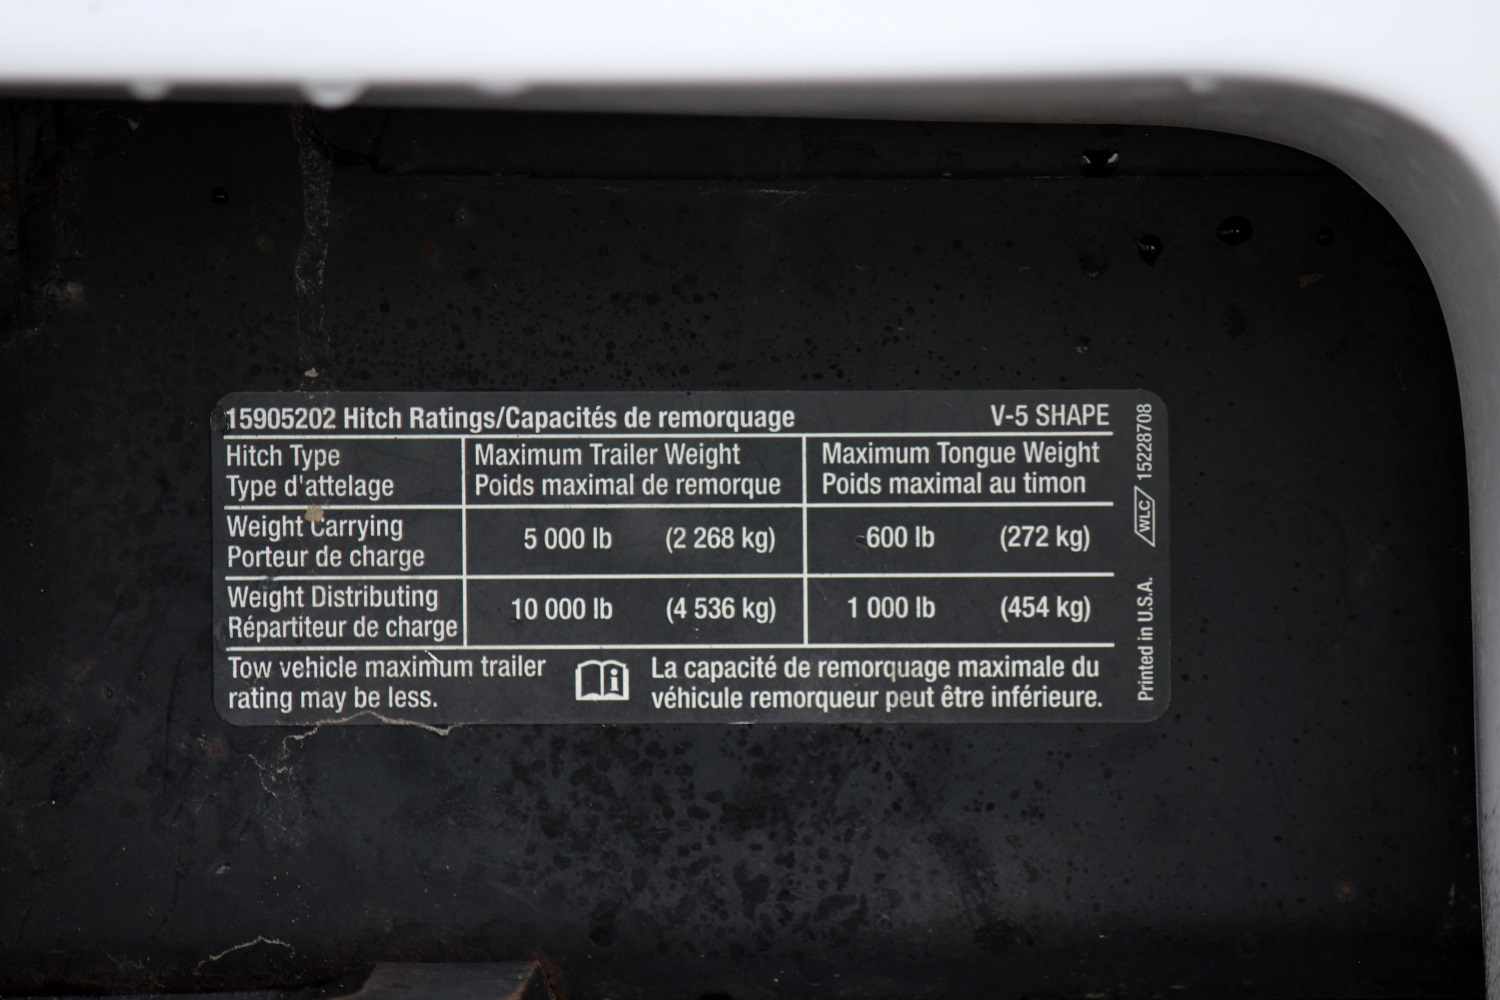 15905202 Hitch Ratings/Capacités de remorquage V-5 SHAPE
Hitch Type Maximum Trailer Weight Maximum Tongue Weight
Type d'attelage Poids maximal de remorque Poids maximal au timon
Weight Carrying
Porteur de charge 5 000 lb (2 268 kg) 600 lb (272 kg)
Weight Distributing
Répartiteur de charge 10 000 lb (4 536 kg) 1 000 lb (454 kg)
Tow vehicle maximum trailer
rating may be less.
La capacité de remorquage maximale du
véhicule remorqueur peut être inférieure.
Printed in U.S.A. WLC 15228708